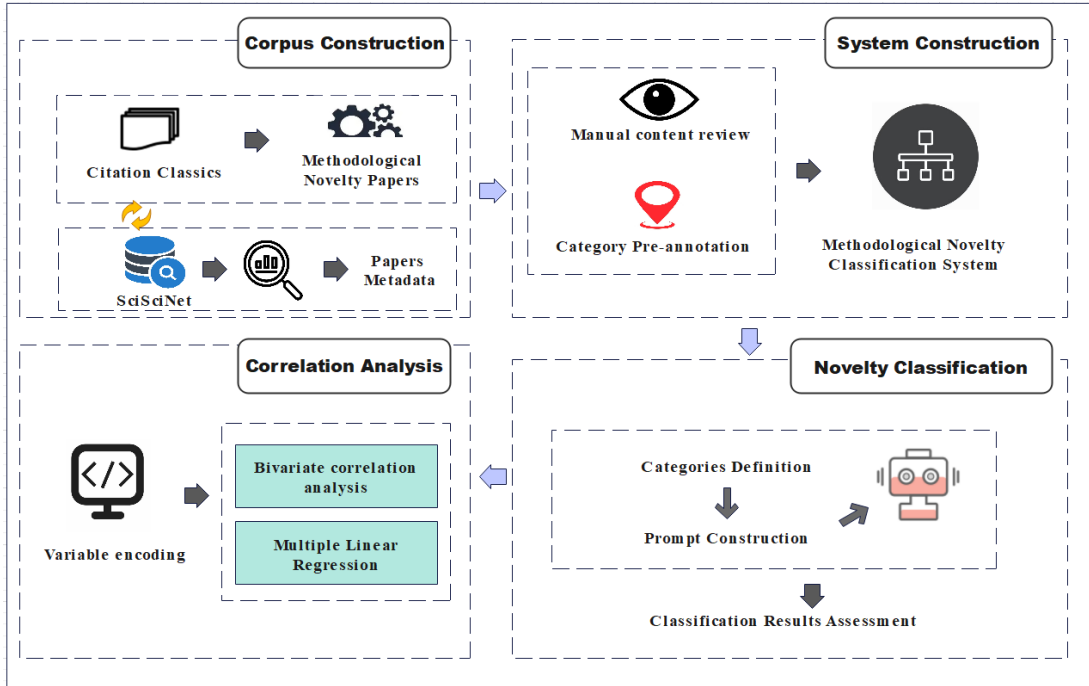 Corpus Construction
Citation Classics
Methodological
Novelty Papers
SciSciNet
Papers
Metadata
System Construction
Manual content review
Category Pre-annotation
Methodological Novelty
Classification System
Correlation Analysis
Variable encoding
Bivariate correlation
analysis
Multiple Linear
Regression
Novelty Classification
Categories Definition
Prompt Construction
Classification Results Assessment